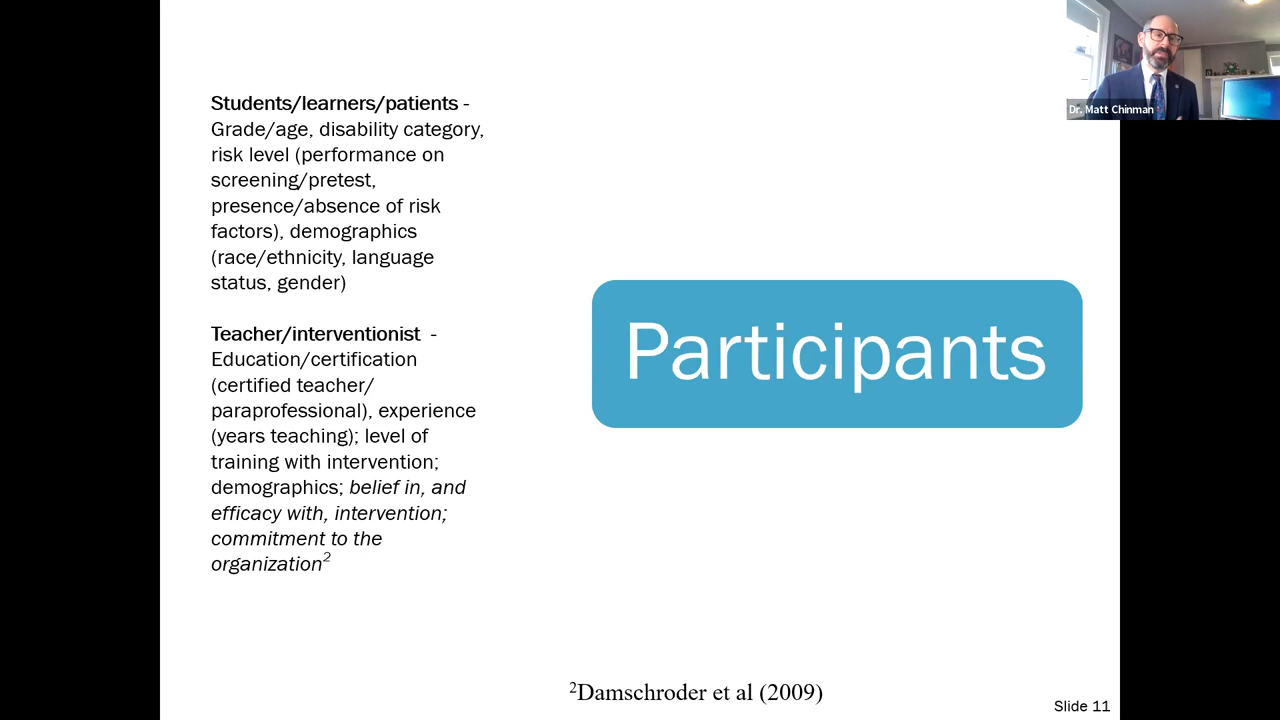 Students/learners/patients -
Grade/age, disability category,
risk level (performance on
screening/pretest,
presence/absence of risk
factors), demographics
(race/ethnicity, language
status, gender)
Teacher/interventionist -
Education/certification
(certified teacher/
paraprofessional), experience
(years teaching); level of
training with intervention;
demographics; belief in, and
efficacy with, intervention;
commitment to the
organization²
Participants
Dr. Matt Chinman
²Damschroder et al (2009)
Slide 11